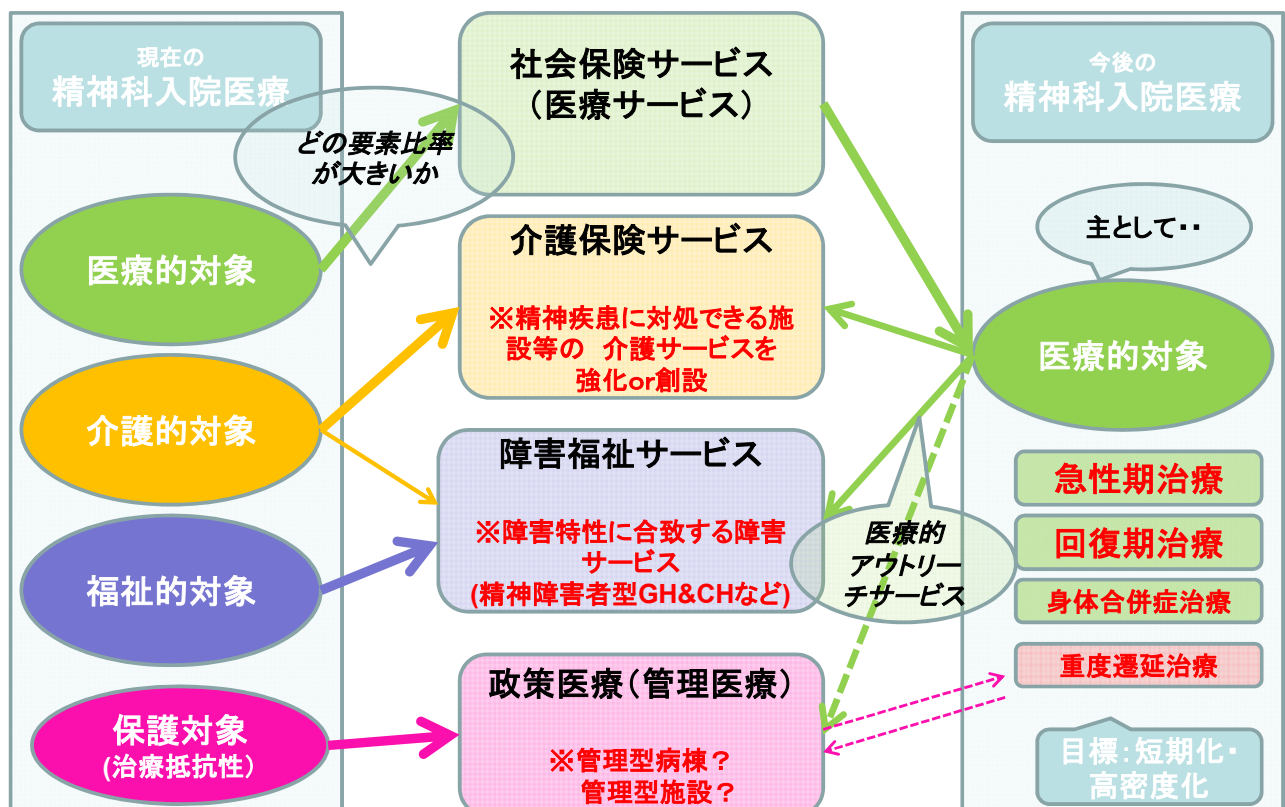 現在の
精神科入院医療
どの要素比率
が大きいか
医療的対象
介護的対象
福祉的対象
保護対象
(治療抵抗性)
社会保険サービス
(医療サービス)
介護保険サービス
※精神疾患に対処できる施
設等の 介護サービスを
強化or創設
障害福祉サービス
※障害特性に合致する障害
サービス
(精神障害者型GH&CHなど)
政策医療(管理医療)
※管理型病棟?
管理型施設?
医療的
アウトリー
チサービス
今後の
精神科入院医療
主として・・
医療的対象
急性期治療
回復期治療
身体合併症治療
重度遷延治療
目標:短期化・
高密度化